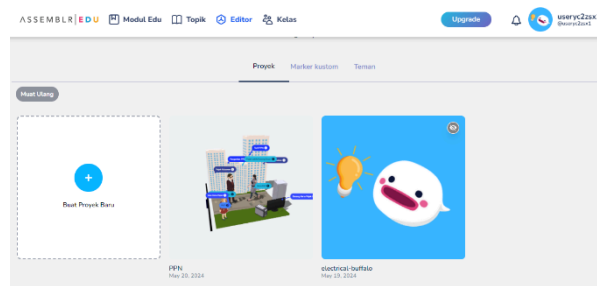 ASSEMBLR EDU Modul Edu Topik Editor Kelas Upgrade useryc2zsx
Proyek Marker kustom Teman
Muat Ulang
+
Buat Proyek Baru
PPN
May 20, 2024
electrical-buffalo
May 19, 2024